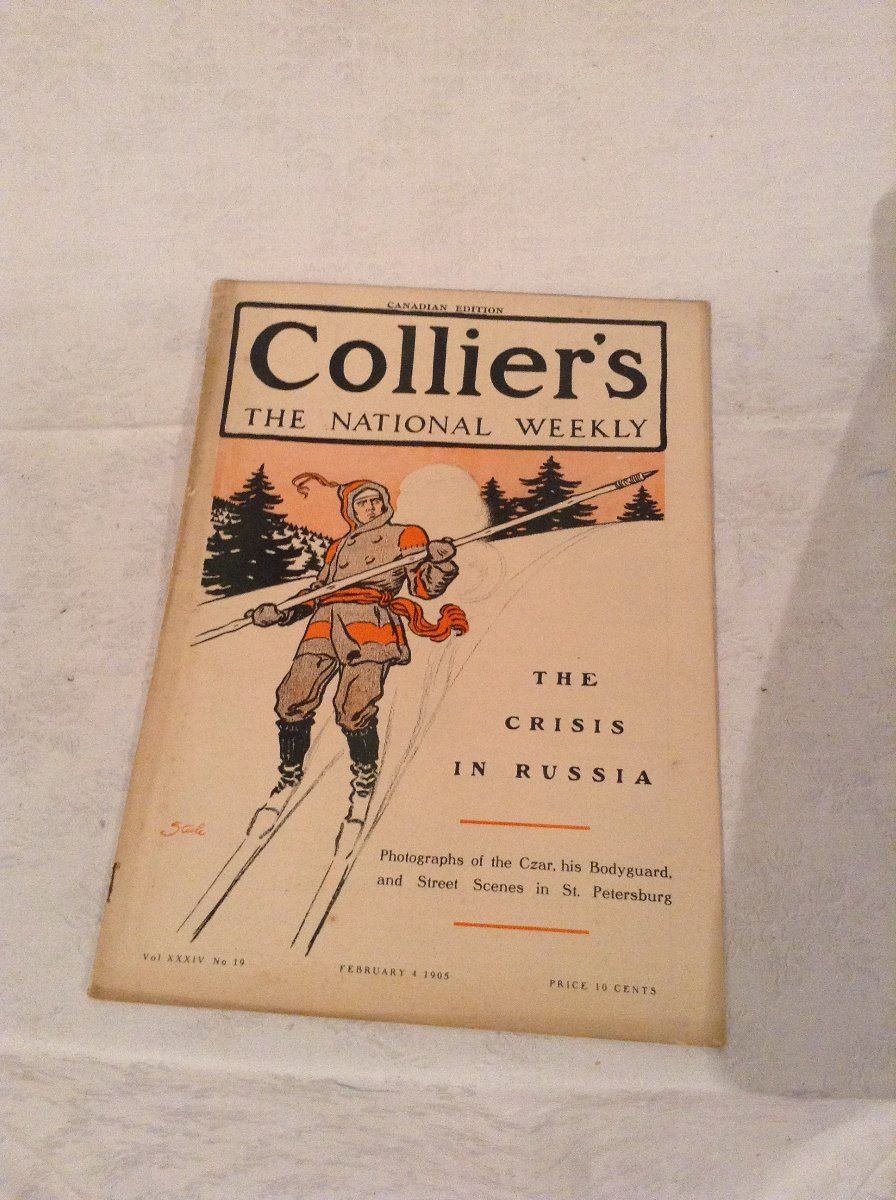 CANADIAN EDITION
Collier's
THE NATIONAL WEEKLY
THE
CRISIS
IN RUSSIA
Photographs of the Czar, his Bodyguard,
and Street Scenes in St. Petersburg
Vol XXXIV No 19
FEBRUARY 4 1905
PRICE 10 CENTS